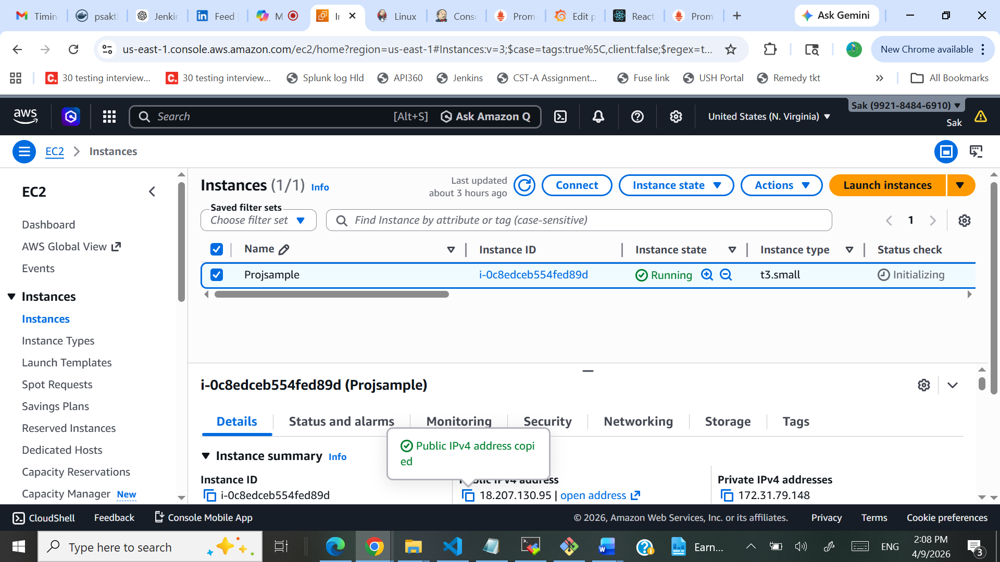 Timin
psakt
Jenkin
Feed
M
In
Linux
Conso
Prom
Edit p
React
Prom
Ask Gemini
us-east-1.console.aws.amazon.com/ec2/home?region=us-east-1#Instances:v=3;$case=tags:true%5C,client:false;$regex=t...
New Chrome available
30 testing interview...
30 testing interview...
Splunk log Hld
API360
Jenkins
CST-A Assignment...
Fuse link
USH Portal
Remedy tkt
All Bookmarks
aws
Search
[Alt+S]
Ask Amazon Q
United States (N. Virginia)
Sak (9921-8484-6910)
Sak
EC2
Instances
EC2
Dashboard
AWS Global View
Events
Instances
Instances
Instance Types
Launch Templates
Spot Requests
Savings Plans
Reserved Instances
Dedicated Hosts
Capacity Reservations
Capacity Manager New
Instances (1/1) Info
Last updated
about 3 hours ago
Connect
Instance state
Actions
Launch instances
Saved filter sets
Choose filter set
Find Instance by attribute or tag (case-sensitive)
1
Name
Instance ID
Instance state
Instance type
Status check
Projsample
i-0c8edceb554fed89d
Running
t3.small
Initializing
i-0c8edceb554fed89d (Projsample)
Details
Status and alarms
Monitoring
Security
Networking
Storage
Tags
Public IPv4 address copi
ed
Instance summary Info
Instance ID
i-0c8edceb554fed89d
Public IPv4 address
18.207.130.95 | open address
Private IPv4 addresses
172.31.79.148
CloudShell
Feedback
Console Mobile App
© 2026, Amazon Web Services, Inc. or its affiliates.
Privacy
Terms
Cookie preferences
Type here to search
Earn...
ENG
2:08 PM
4/9/2026
3